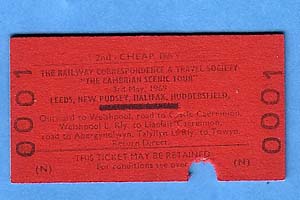 2nd - CHEAP DAY
THE RAILWAY CORRESPONDENCE & TRAVEL SOCIETY
"THE CAMBRIAN SCENIC TOUR"
3rd May, 1969
LEEDS, NEW PUDSEY, HALIFAX, HUDDERSFIELD,
Outward to Welshpool, road to Castle Caereinion,
Welshpool L. Rly. to Llanfair Caereinion,
road to Abergynolwyn, Talyllyn L. Rly. to Towyn.
Return Direct.
THIS TICKET MAY BE RETAINED
(N) For conditions see over (N)
0001
0001